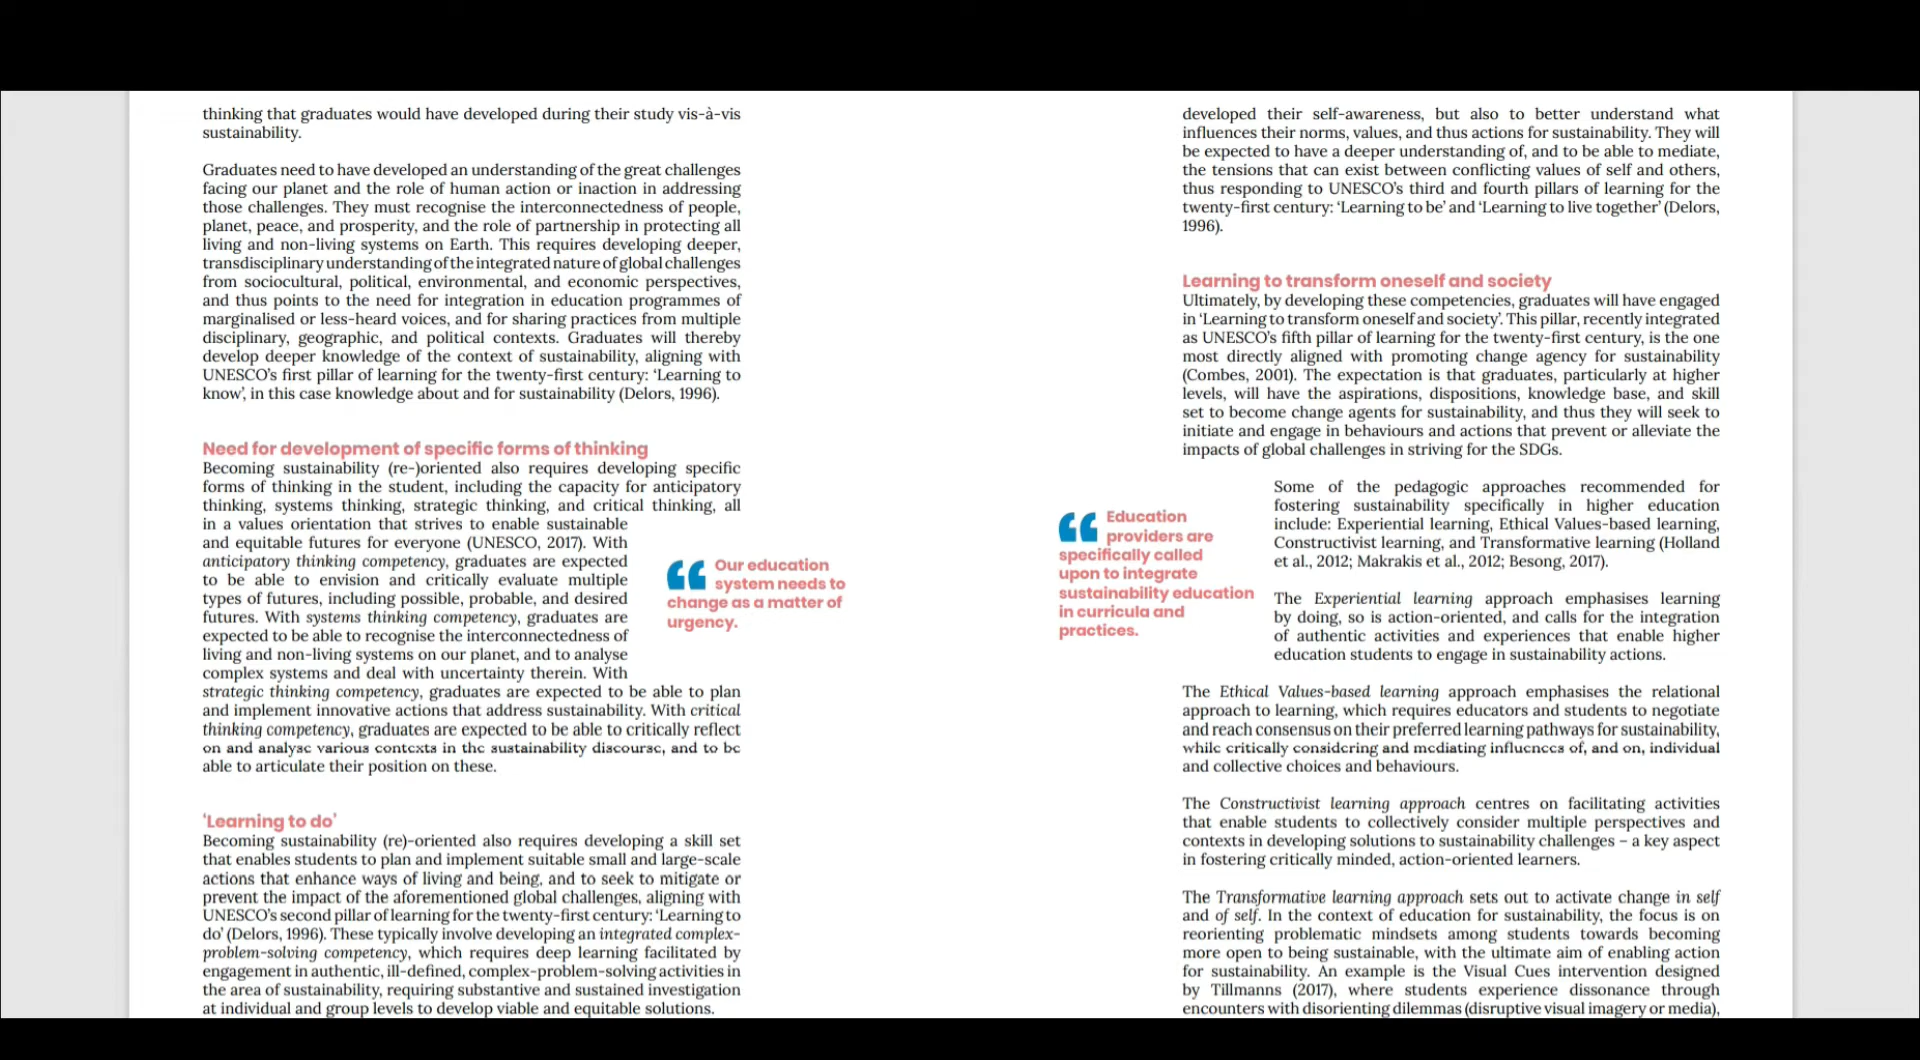 thinking that graduates would have developed during their study vis-à-vis
sustainability.
Graduates need to have developed an understanding of the great challenges
facing our planet and the role of human action or inaction in addressing
those challenges. They must recognise the interconnectedness of people,
planet, peace, and prosperity, and the role of partnership in protecting all
living and non-living systems on Earth. This requires developing deeper,
transdisciplinary understanding of the integrated nature of global challenges
from sociocultural, political, environmental, and economic perspectives,
and thus points to the need for integration in education programmes of
marginalised or less-heard voices, and for sharing practices from multiple
disciplinary, geographic, and political contexts. Graduates will thereby
develop deeper knowledge of the context of sustainability, aligning with
UNESCO's first pillar of learning for the twenty-first century: 'Learning to
know', in this case knowledge about and for sustainability (Delors, 1996).
Need for development of specific forms of thinking
Becoming sustainability (re-)oriented also requires developing specific
forms of thinking in the student, including the capacity for anticipatory
thinking, systems thinking, strategic thinking, and critical thinking, all
in a values orientation that strives to enable sustainable
and equitable futures for everyone (UNESCO, 2017). With
anticipatory thinking competency, graduates are expected
to be able to envision and critically evaluate multiple
types of futures, including possible, probable, and desired
futures. With systems thinking competency, graduates are
expected to be able to recognise the interconnectedness of
living and non-living systems on our planet, and to analyse
complex systems and deal with uncertainty therein. With
strategic thinking competency, graduates are expected to be able to plan
and implement innovative actions that address sustainability. With critical
thinking competency, graduates are expected to be able to critically reflect
on and analyse various contexts in the sustainability discourse, and to be
able to articulate their position on these.
“ Our education
system needs to
change as a matter of
urgency.
'Learning to do'
Becoming sustainability (re)-oriented also requires developing a skill set
that enables students to plan and implement suitable small and large-scale
actions that enhance ways of living and being, and to seek to mitigate or
prevent the impact of the aforementioned global challenges, aligning with
UNESCO's second pillar of learning for the twenty-first century: 'Learning to
do' (Delors, 1996). These typically involve developing an integrated complex-
problem-solving competency, which requires deep learning facilitated by
engagement in authentic, ill-defined, complex-problem-solving activities in
the area of sustainability, requiring substantive and sustained investigation
at individual and group levels to develop viable and equitable solutions.
developed their self-awareness, but also to better understand what
influences their norms, values, and thus actions for sustainability. They will
be expected to have a deeper understanding of, and to be able to mediate,
the tensions that can exist between conflicting values of self and others,
thus responding to UNESCO's third and fourth pillars of learning for the
twenty-first century: 'Learning to be' and 'Learning to live together' (Delors,
1996).
Learning to transform oneself and society
Ultimately, by developing these competencies, graduates will have engaged
in 'Learning to transform oneself and society'. This pillar, recently integrated
as UNESCO's fifth pillar of learning for the twenty-first century, is the one
most directly aligned with promoting change agency for sustainability
(Combes, 2001). The expectation is that graduates, particularly at higher
levels, will have the aspirations, dispositions, knowledge base, and skill
set to become change agents for sustainability, and thus they will seek to
initiate and engage in behaviours and actions that prevent or alleviate the
impacts of global challenges in striving for the SDGs.
“ Education
providers are
specifically called
upon to integrate
sustainability education
in curricula and
practices.
Some of the pedagogic approaches recommended for
fostering sustainability specifically in higher education
include: Experiential learning, Ethical Values-based learning,
Constructivist learning, and Transformative learning (Holland
et al., 2012; Makrakis et al., 2012; Besong, 2017).
The Experiential learning approach emphasises learning
by doing, so is action-oriented, and calls for the integration
of authentic activities and experiences that enable higher
education students to engage in sustainability actions.
The Ethical Values-based learning approach emphasises the relational
approach to learning, which requires educators and students to negotiate
and reach consensus on their preferred learning pathways for sustainability,
while critically considering and mediating influences of, and on, individual
and collective choices and behaviours.
The Constructivist learning approach centres on facilitating activities
that enable students to collectively consider multiple perspectives and
contexts in developing solutions to sustainability challenges – a key aspect
in fostering critically minded, action-oriented learners.
The Transformative learning approach sets out to activate change in self
and of self. In the context of education for sustainability, the focus is on
reorienting problematic mindsets among students towards becoming
more open to being sustainable, with the ultimate aim of enabling action
for sustainability. An example is the Visual Cues intervention designed
by Tillmanns (2017), where students experience dissonance through
encounters with disorienting dilemmas (disruptive visual imagery or media),